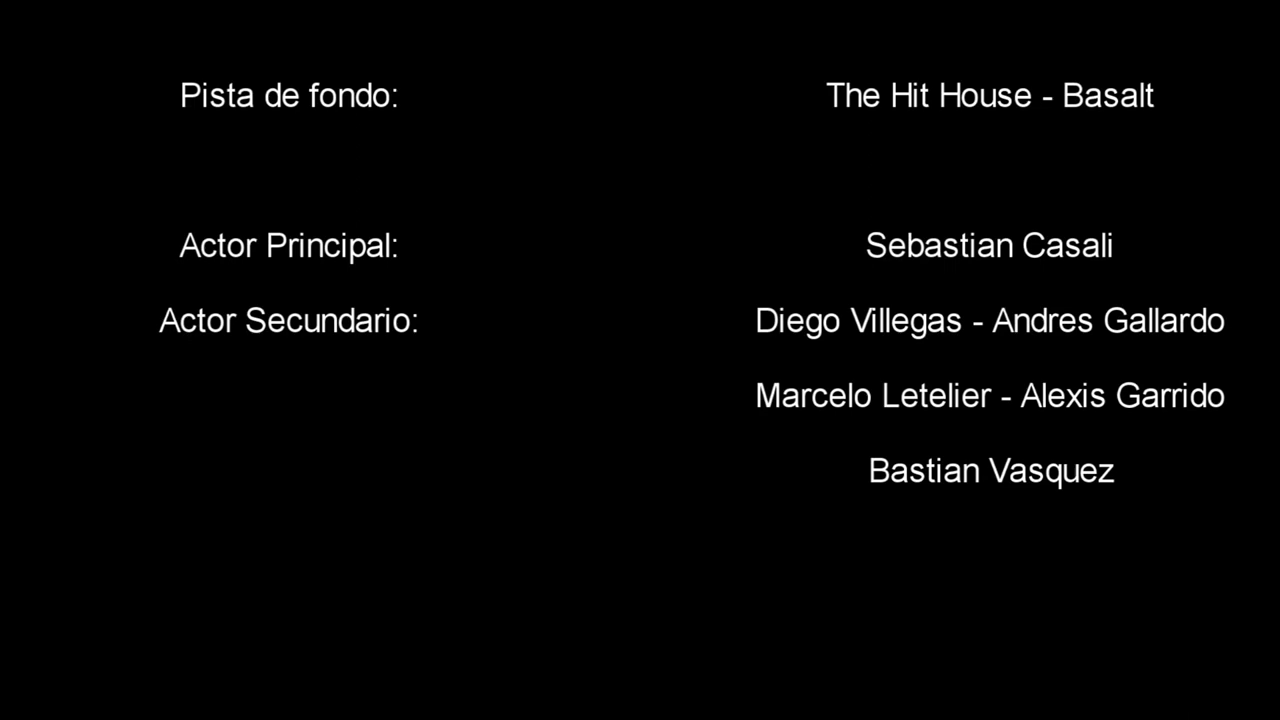 Pista de fondo: The Hit House - Basalt
Actor Principal: Sebastian Casali
Actor Secundario: Diego Villegas - Andres Gallardo
Marcelo Letelier - Alexis Garrido
Bastian Vasquez